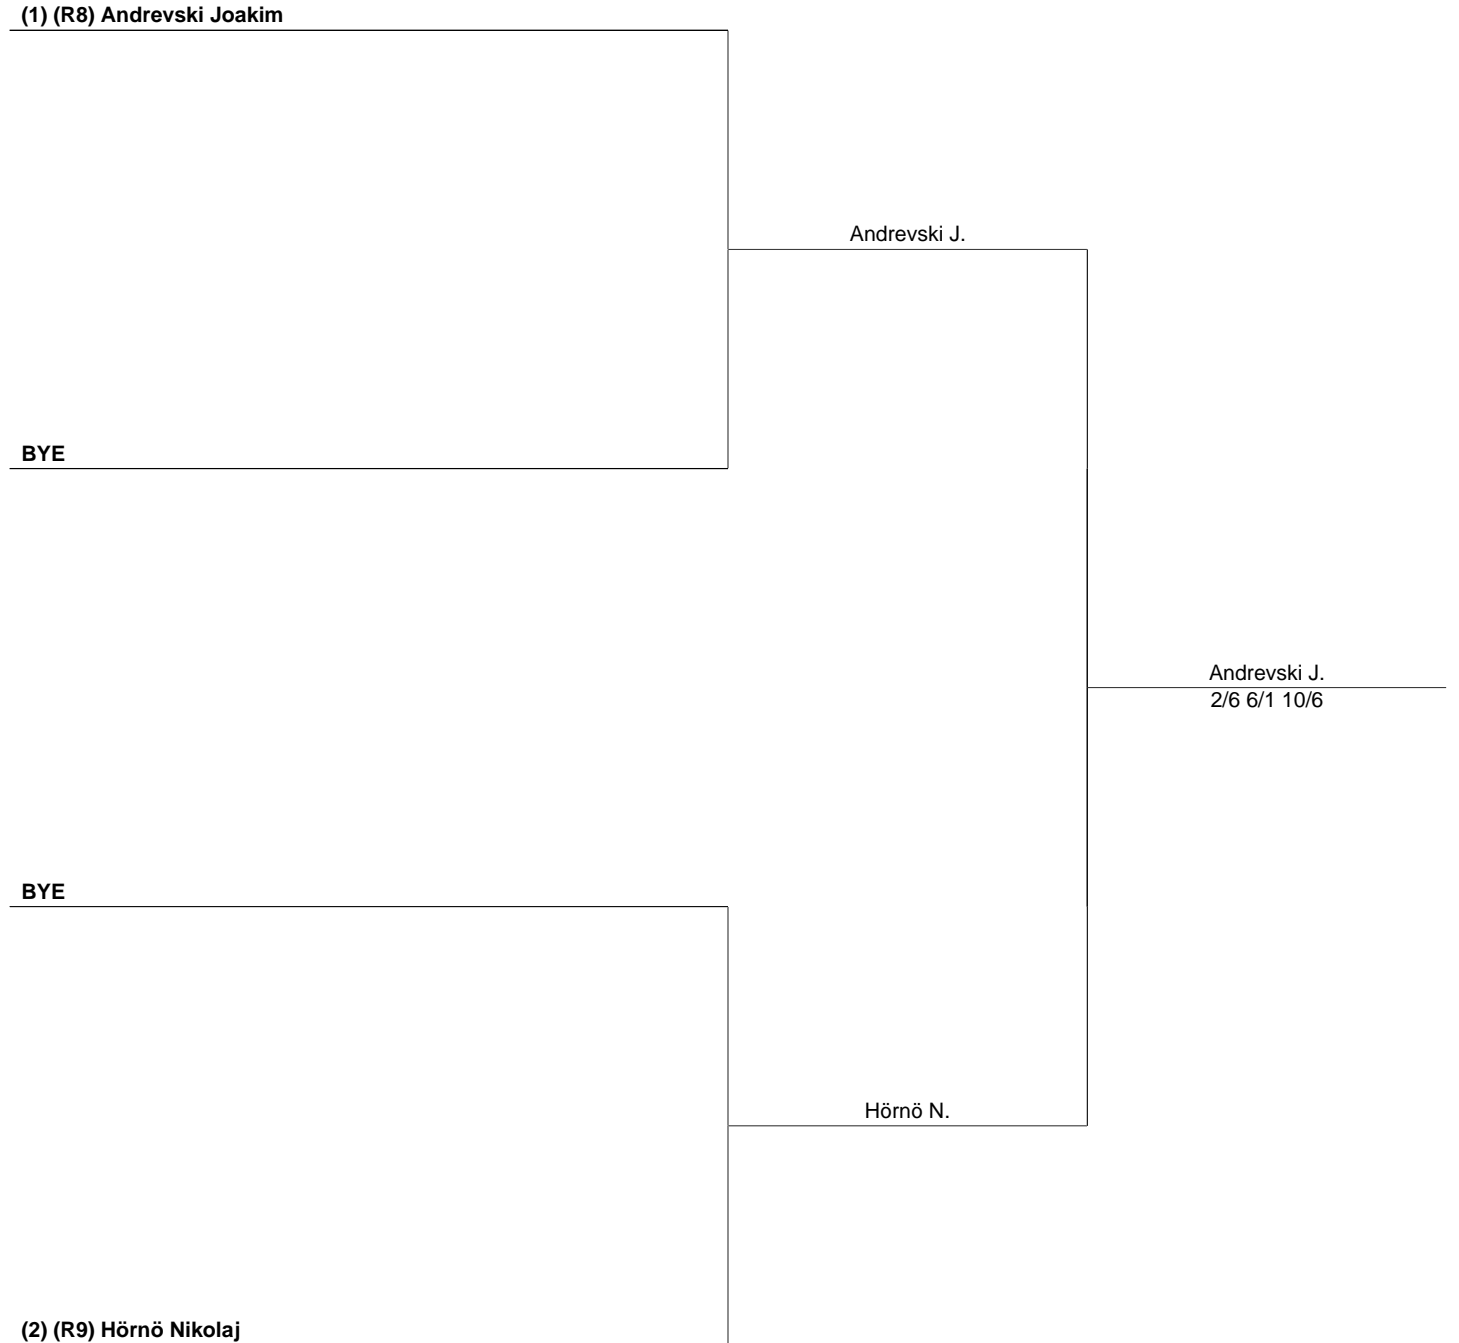 (1) (R8) Andrevski Joakim
Andrevski J.
BYE
Andrevski J.
2/6 6/1 10/6
BYE
Hörnö N.
(2) (R9) Hörnö Nikolaj